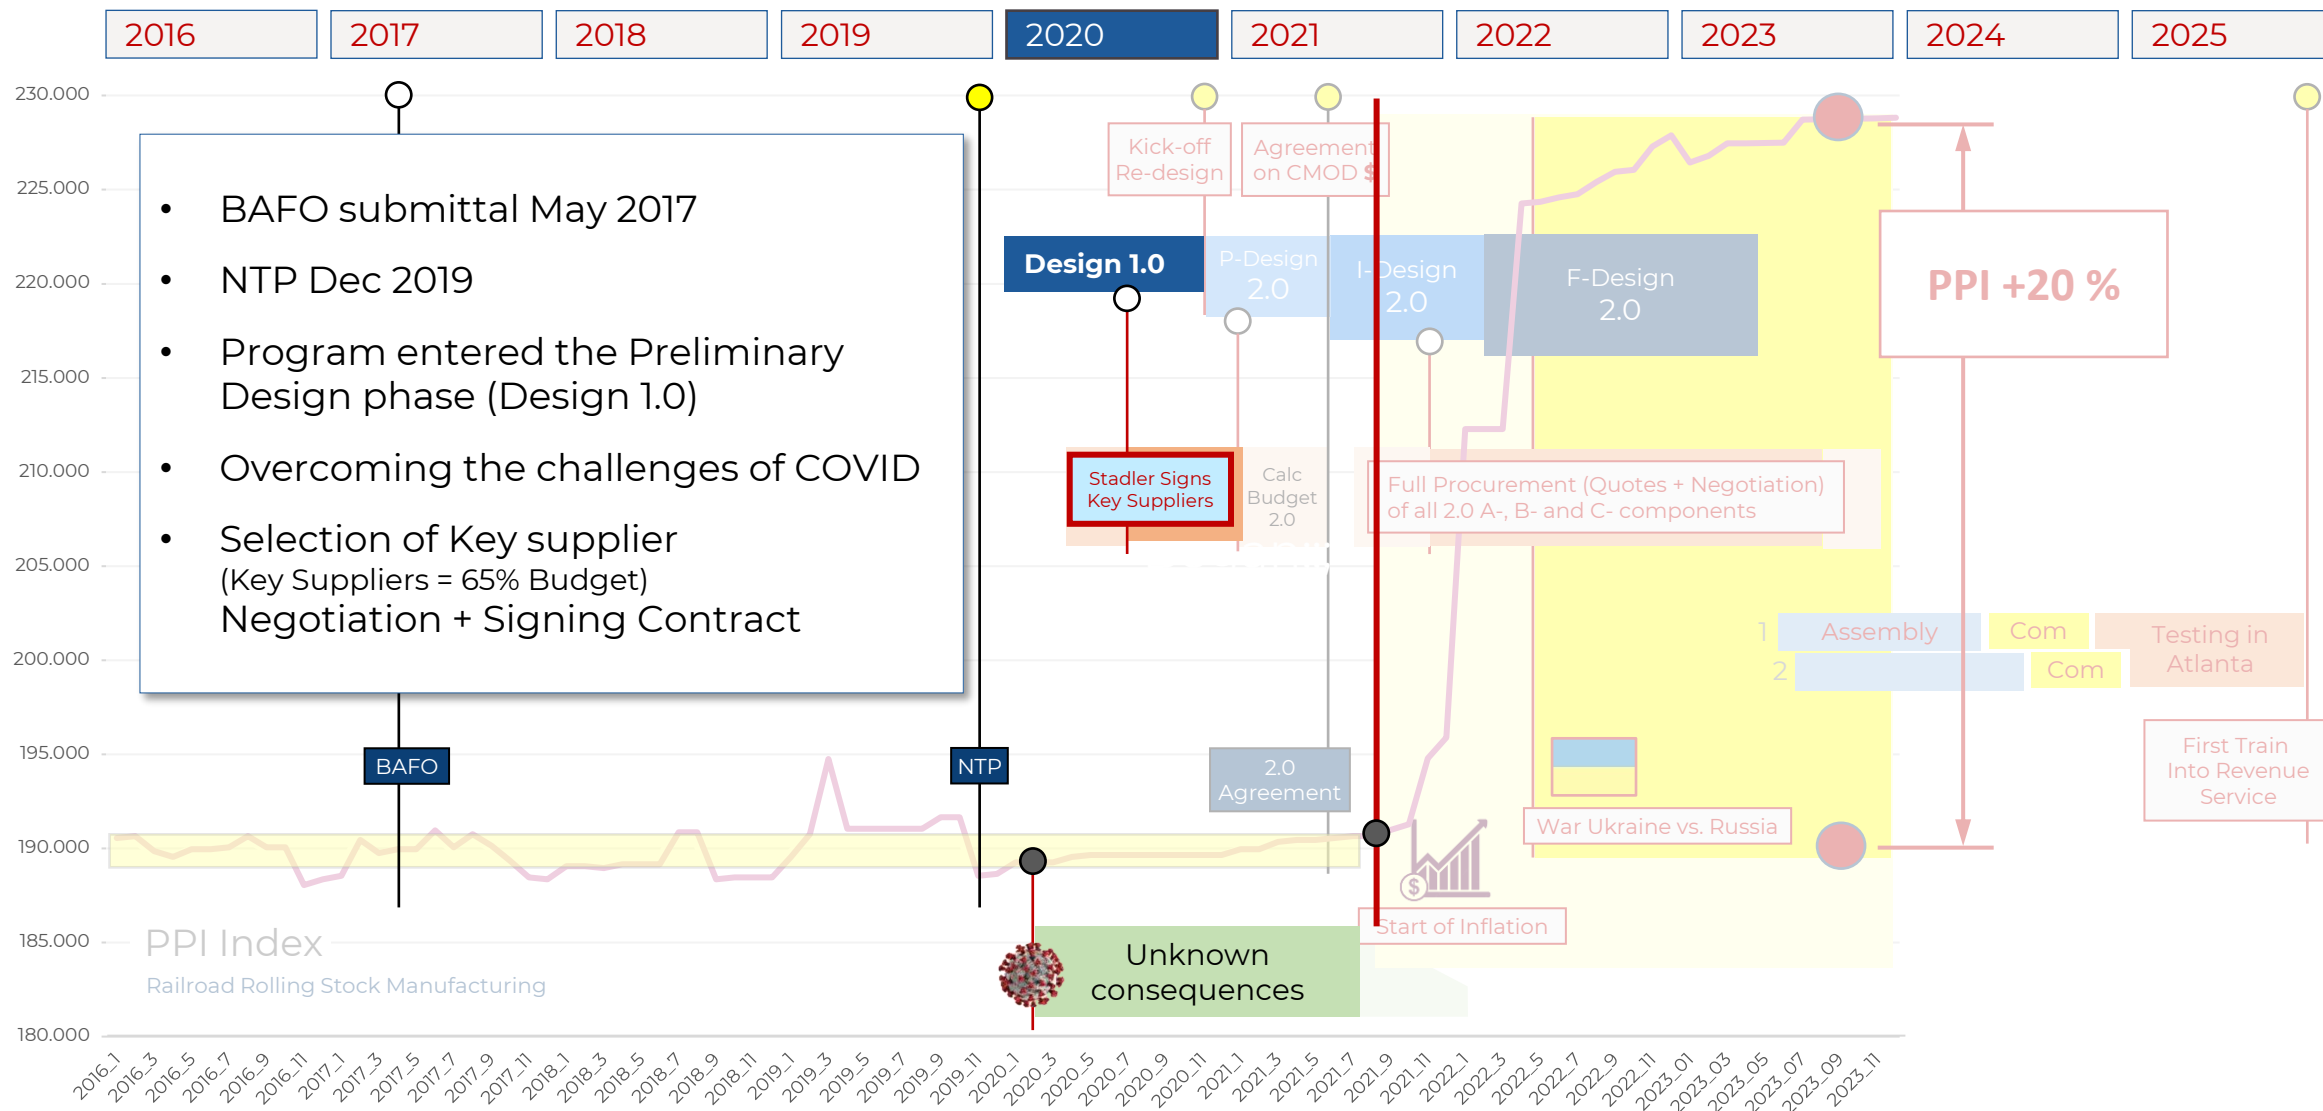 2016 2017 2018 2019 2020 2021 2022 2023 2024 2025
230.000
225.000
220.000
215.000
210.000
205.000
200.000
195.000
190.000
185.000
180.000
• BAFO submittal May 2017
• NTP Dec 2019
• Program entered the Preliminary
Design phase (Design 1.0)
• Overcoming the challenges of COVID
• Selection of Key supplier
(Key Suppliers = 65% Budget)
Negotiation + Signing Contract
Kick-off
Re-design
Agreement
on CMOD $
Design 1.0
P-Design
2.0
I-Design
2.0
F-Design
2.0
PPI +20 %
Stadler Signs
Key Suppliers
Calc
Budget
2.0
Full Procurement (Quotes + Negotiation)
of all 2.0 A-, B- and C- components
1 Assembly Com
2 Com
Testing in
Atlanta
BAFO
NTP
2.0
Agreement
First Train
Into Revenue
Service
War Ukraine vs. Russia
$
Start of Inflation
PPI Index
Railroad Rolling Stock Manufacturing
Unknown
consequences
2016_1 2016_3 2016_5 2016_7 2016_9 2016_11 2017_1 2017_3 2017_5 2017_7 2017_9 2017_11 2018_1 2018_3 2018_5 2018_7 2018_9 2018_11 2019_1 2019_3 2019_5 2019_7 2019_9 2019_11 2020_1 2020_3 2020_5 2020_7 2020_9 2020_11 2021_1 2021_3 2021_5 2021_7 2021_9 2021_11 2022_1 2022_3 2022_5 2022_7 2022_9 2022_11 2023_01 2023_03 2023_05 2023_07 2023_09 2023_11